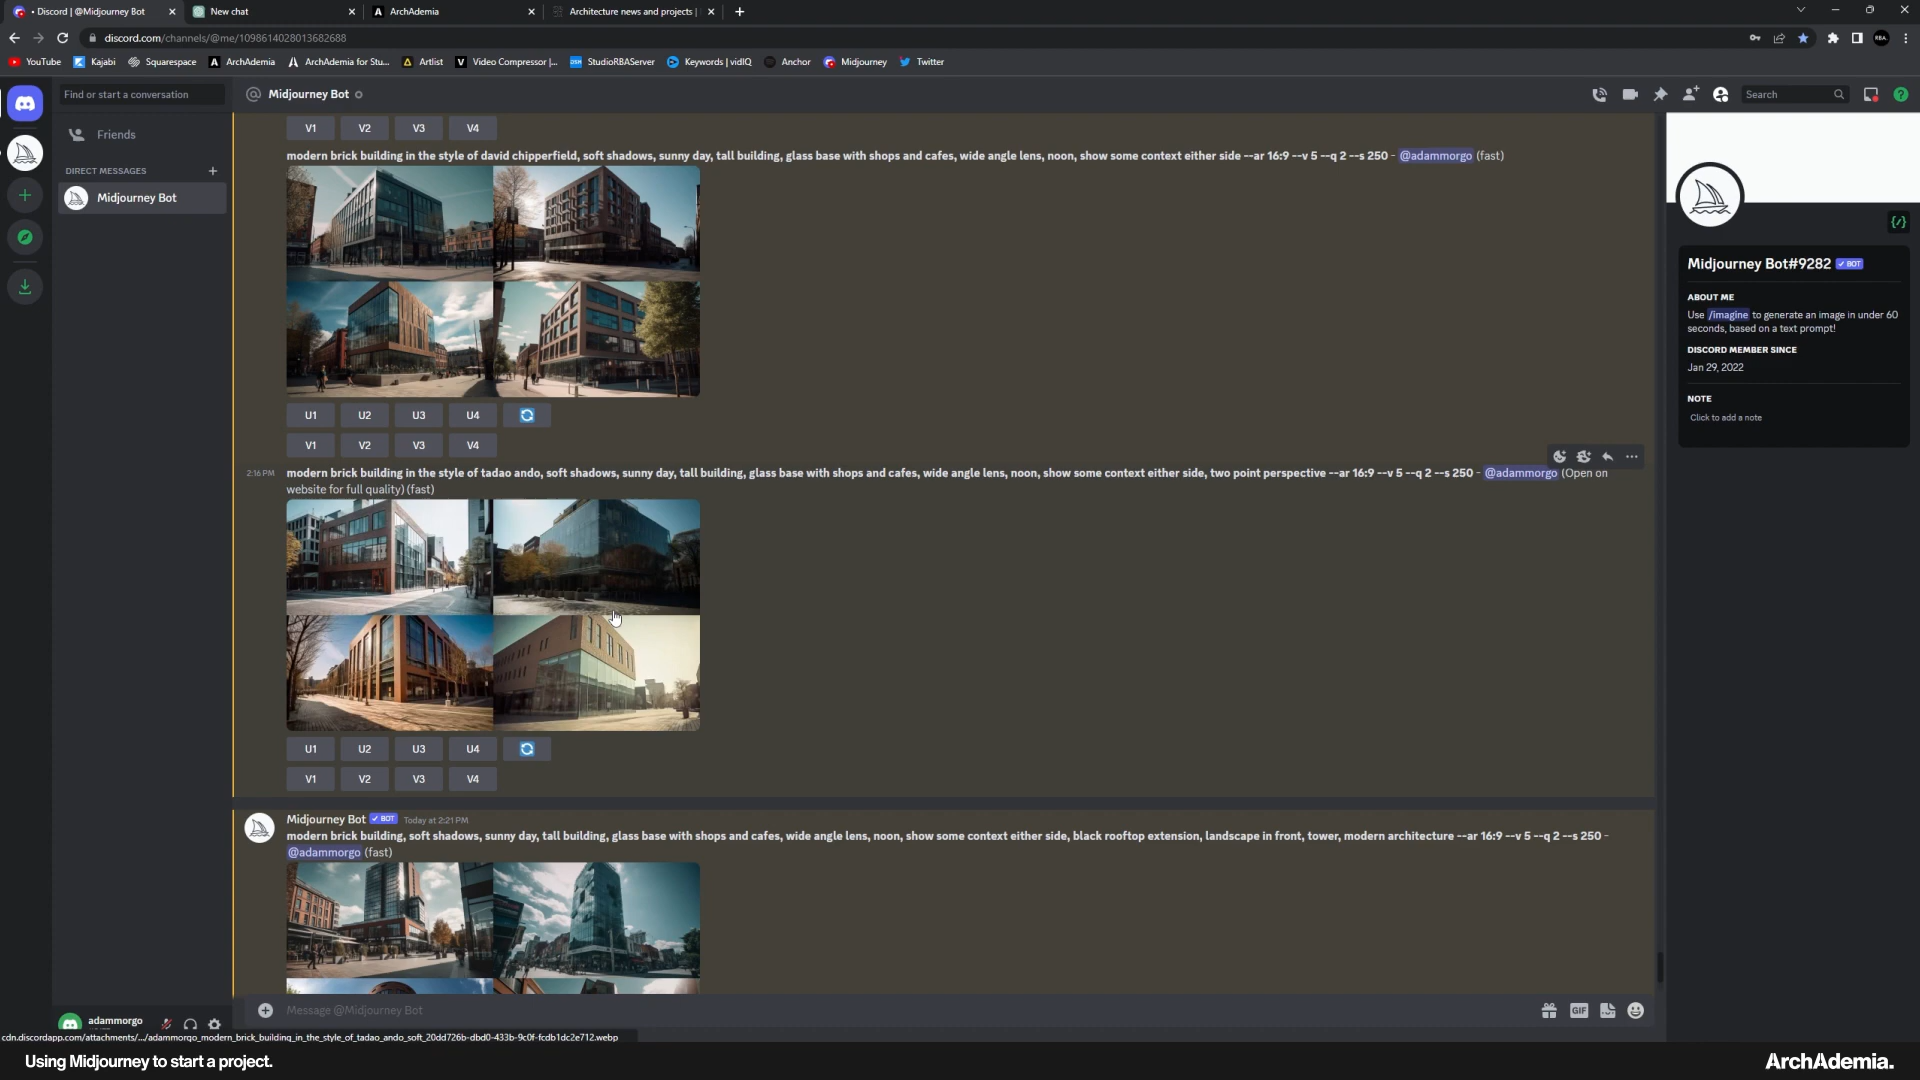 • Discord | @Midjourney Bot
New chat
ArchAdemia
Architecture news and projects |
discord.com/channels/@me/1098614028013682688
YouTube
Kajabi
Squarespace
ArchAdemia
ArchAdemia for Stu...
Artlist
Video Compressor |...
StudioRBAServer
Keywords | vidIQ
Anchor
Midjourney
Twitter
Find or start a conversation
Midjourney Bot
Search
Friends
DIRECT MESSAGES
Midjourney Bot
V1 V2 V3 V4
modern brick building in the style of david chipperfield, soft shadows, sunny day, tall building, glass base with shops and cafes, wide angle lens, noon, show some context either side --ar 16:9 --v 5 --q 2 --s 250 - @adammorgo (fast)
U1 U2 U3 U4
V1 V2 V3 V4
2:16 PM modern brick building in the style of tadao ando, soft shadows, sunny day, tall building, glass base with shops and cafes, wide angle lens, noon, show some context either side, two point perspective --ar 16:9 --v 5 --q 2 --s 250 - @adammorgo (Open on
website for full quality) (fast)
U1 U2 U3 U4
V1 V2 V3 V4
Midjourney Bot ✓ BOT Today at 2:21 PM
modern brick building, soft shadows, sunny day, tall building, glass base with shops and cafes, wide angle lens, noon, show some context either side, black rooftop extension, landscape in front, tower, modern architecture --ar 16:9 --v 5 --q 2 --s 250 -
@adammorgo (fast)
Message @Midjourney Bot
GIF
adammorgo
cdn.discordapp.com/attachments/.../adammorgo_modern_brick_building_in_the_style_of_tadao_ando_soft_20dd726b-dbd0-433b-9c0f-fcdb1dc2e712.webp
Midjourney Bot#9282 ✓ BOT
ABOUT ME
Use /imagine to generate an image in under 60
seconds, based on a text prompt!
DISCORD MEMBER SINCE
Jan 29, 2022
NOTE
Click to add a note
Using Midjourney to start a project.
ArchAdemia.